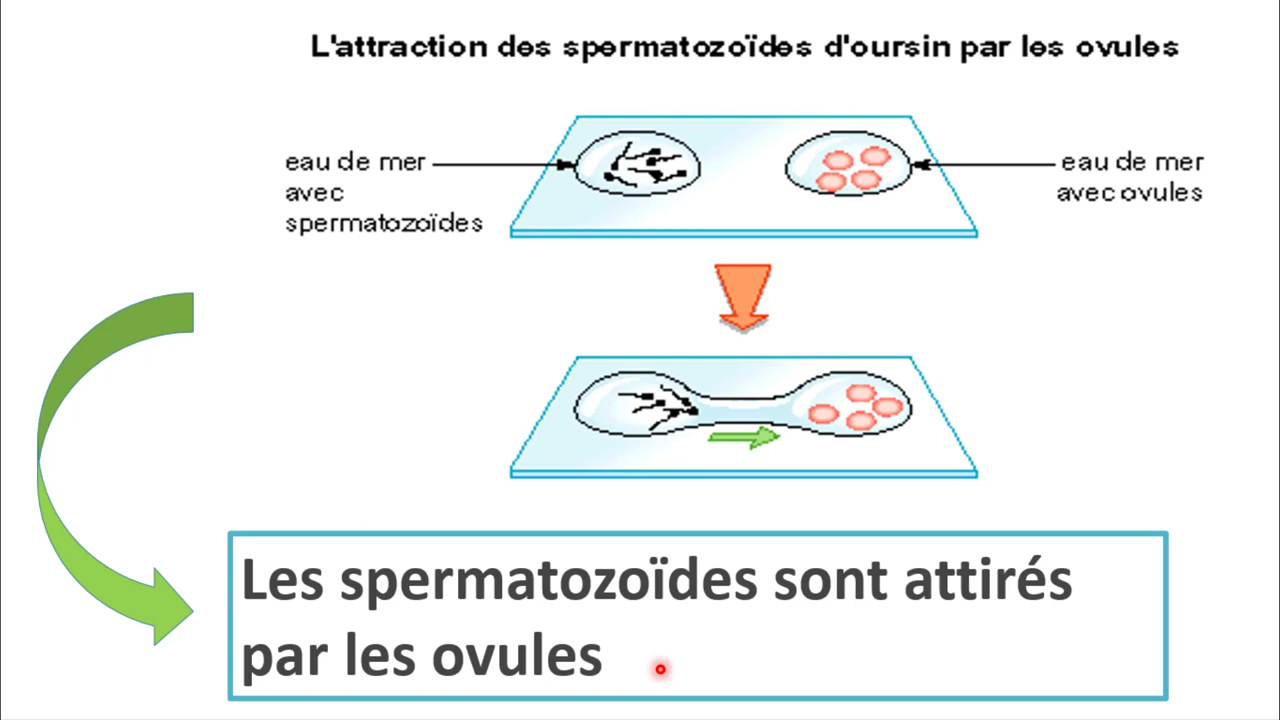 L'attraction des spermatozoïdes d'oursin par les ovules
eau de mer
avec
spermatozoïdes
eau de mer
avec ovules
Les spermatozoïdes sont attirés
par les ovules